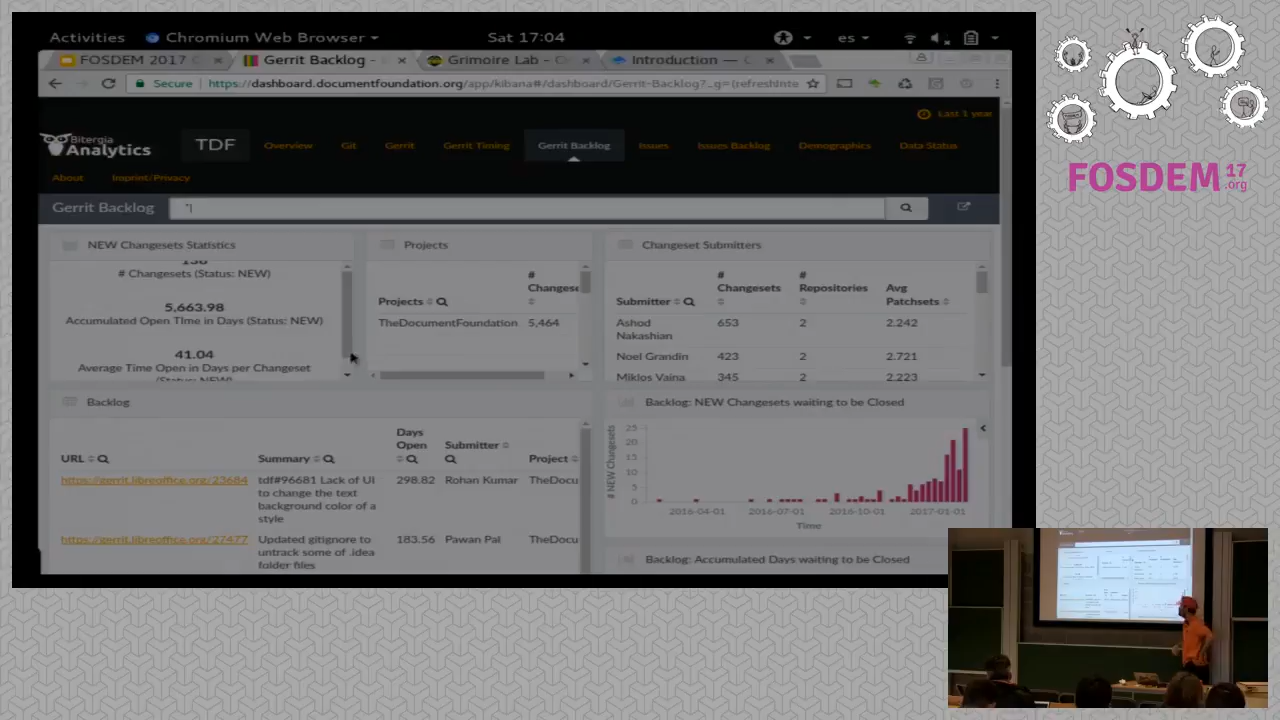 Activities Chromium Web Browser Sat 17:04 es
FOSDEM 2017 C Gerrit Backlog - Grimoire Lab - O Introduction — C
Secure https://dashboard.documentfoundation.org/app/kibana#/dashboard/Gerrit-Backlog?_g=(refreshInte
Last 1 year
Bitergia
Analytics
TDF Overview Git Gerrit Gerrit Timing Gerrit Backlog Issues Issues Backlog Demographics Data Status
About Imprint/Privacy
Gerrit Backlog
NEW Changesets Statistics
# Changesets (Status: NEW)
5,663.98
Accumulated Open Time in Days (Status: NEW)
41.04
Average Time Open in Days per Changeset
(Status: NEW)
Projects
#
Changese
Projects
TheDocumentFoundation 5,464
Changeset Submitters
# # Avg
Submitter Changesets Repositories Patchsets
Ashod Nakashian 653 2 2.242
Noel Grandin 423 2 2.721
Miklos Vajna 345 2 2.223
Backlog
Days
Open Submitter
URL Summary Project
https://gerrit.libreoffice.org/23684 tdf#96681 Lack of UI 298.82 Rohan Kumar TheDocu
to change the text
background color of a
style
https://gerrit.libreoffice.org/27477 Updated gitignore to 183.56 Pawan Pal TheDocu
untrack some of .idea
folder files
Backlog: NEW Changesets waiting to be Closed
# NEW Changesets
25
20
15
10
5
0
2016-04-01 2016-07-01 2016-10-01 2017-01-01
Time
Backlog: Accumulated Days waiting to be Closed
FOSDEM 17
.org